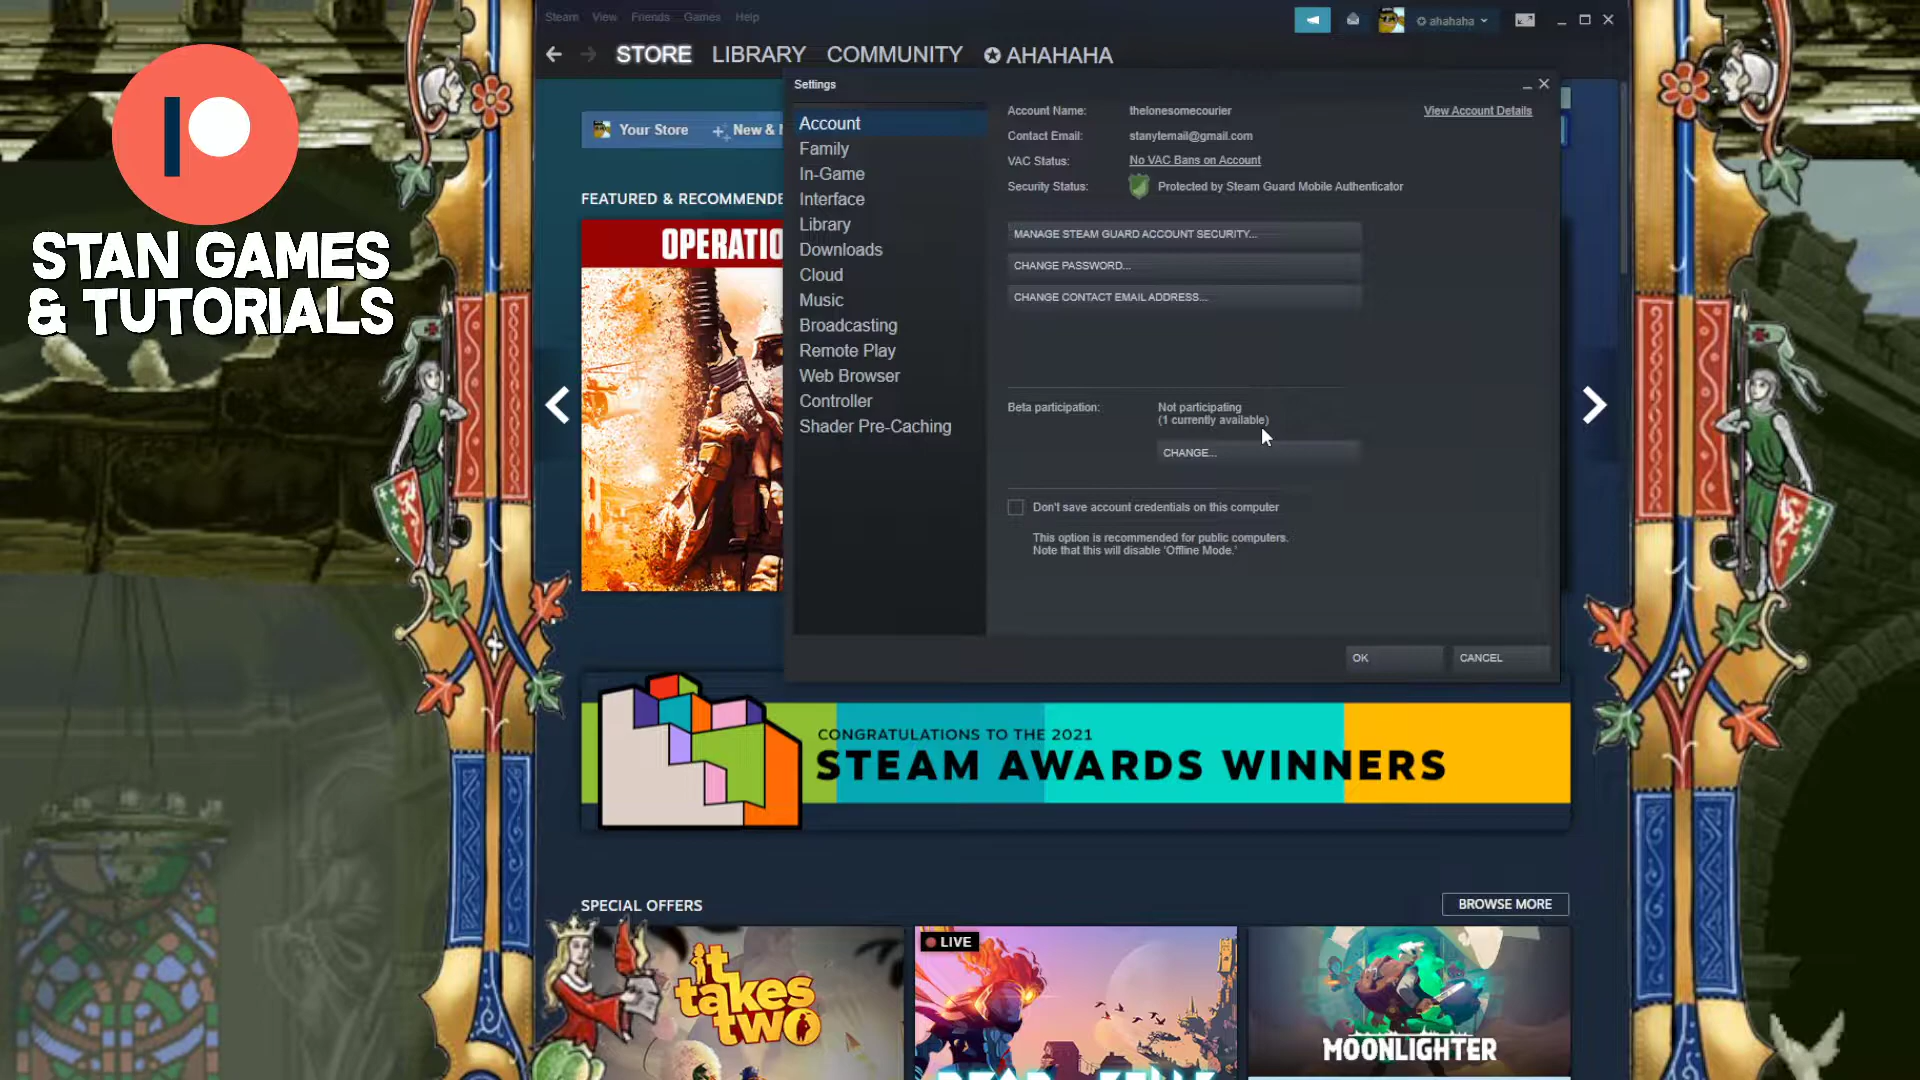 STAN GAMES
& TUTORIALS
Steam View Friends Games Help
ahahaha
STORE LIBRARY COMMUNITY AHAHAHA
Your Store New &
FEATURED & RECOMMENDE
OPERATIO
Settings
Account
Family
In-Game
Interface
Library
Downloads
Cloud
Music
Broadcasting
Remote Play
Web Browser
Controller
Shader Pre-Caching
Account Name: thelonesomecourier View Account Details
Contact Email: stanytemail@gmail.com
VAC Status: No VAC Bans on Account
Security Status: Protected by Steam Guard Mobile Authenticator
MANAGE STEAM GUARD ACCOUNT SECURITY...
CHANGE PASSWORD...
CHANGE CONTACT EMAIL ADDRESS...
Beta participation: Not participating
(1 currently available)
CHANGE...
Don't save account credentials on this computer
This option is recommended for public computers.
Note that this will disable 'Offline Mode.'
OK CANCEL
CONGRATULATIONS TO THE 2021
STEAM AWARDS WINNERS
SPECIAL OFFERS BROWSE MORE
it
takes
two
LIVE
MOONLIGHTER